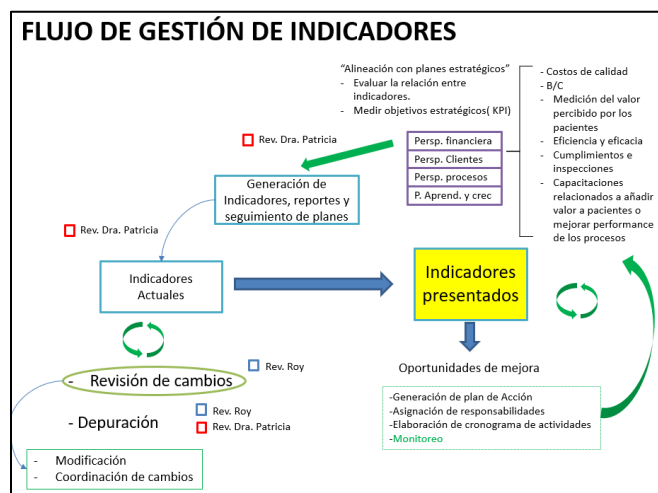 FLUJO DE GESTIÓN DE INDICADORES
“Alineación con planes estratégicos”
- Evaluar la relación entre
indicadores.
- Medir objetivos estratégicos( KPI)
- Costos de calidad
- B/C
- Medición del valor
percibido por los
pacientes
- Eficiencia y eficacia
- Cumplimientos e
inspecciones
- Capacitaciones
relacionados a añadir
valor a pacientes o
mejorar performance
de los procesos
Rev. Dra. Patricia
Persp. financiera
Persp. Clientes
Persp. procesos
P. Aprend. y crec
Generación de
Indicadores, reportes y
seguimiento de planes
Rev. Dra. Patricia
Indicadores
Actuales
Indicadores
presentados
- Revisión de cambios
Rev. Roy
- Depuración
Rev. Roy
Rev. Dra. Patricia
- Modificación
- Coordinación de cambios
Oportunidades de mejora
-Generación de plan de Acción
-Asignación de responsabilidades
-Elaboración de cronograma de actividades
-Monitoreo